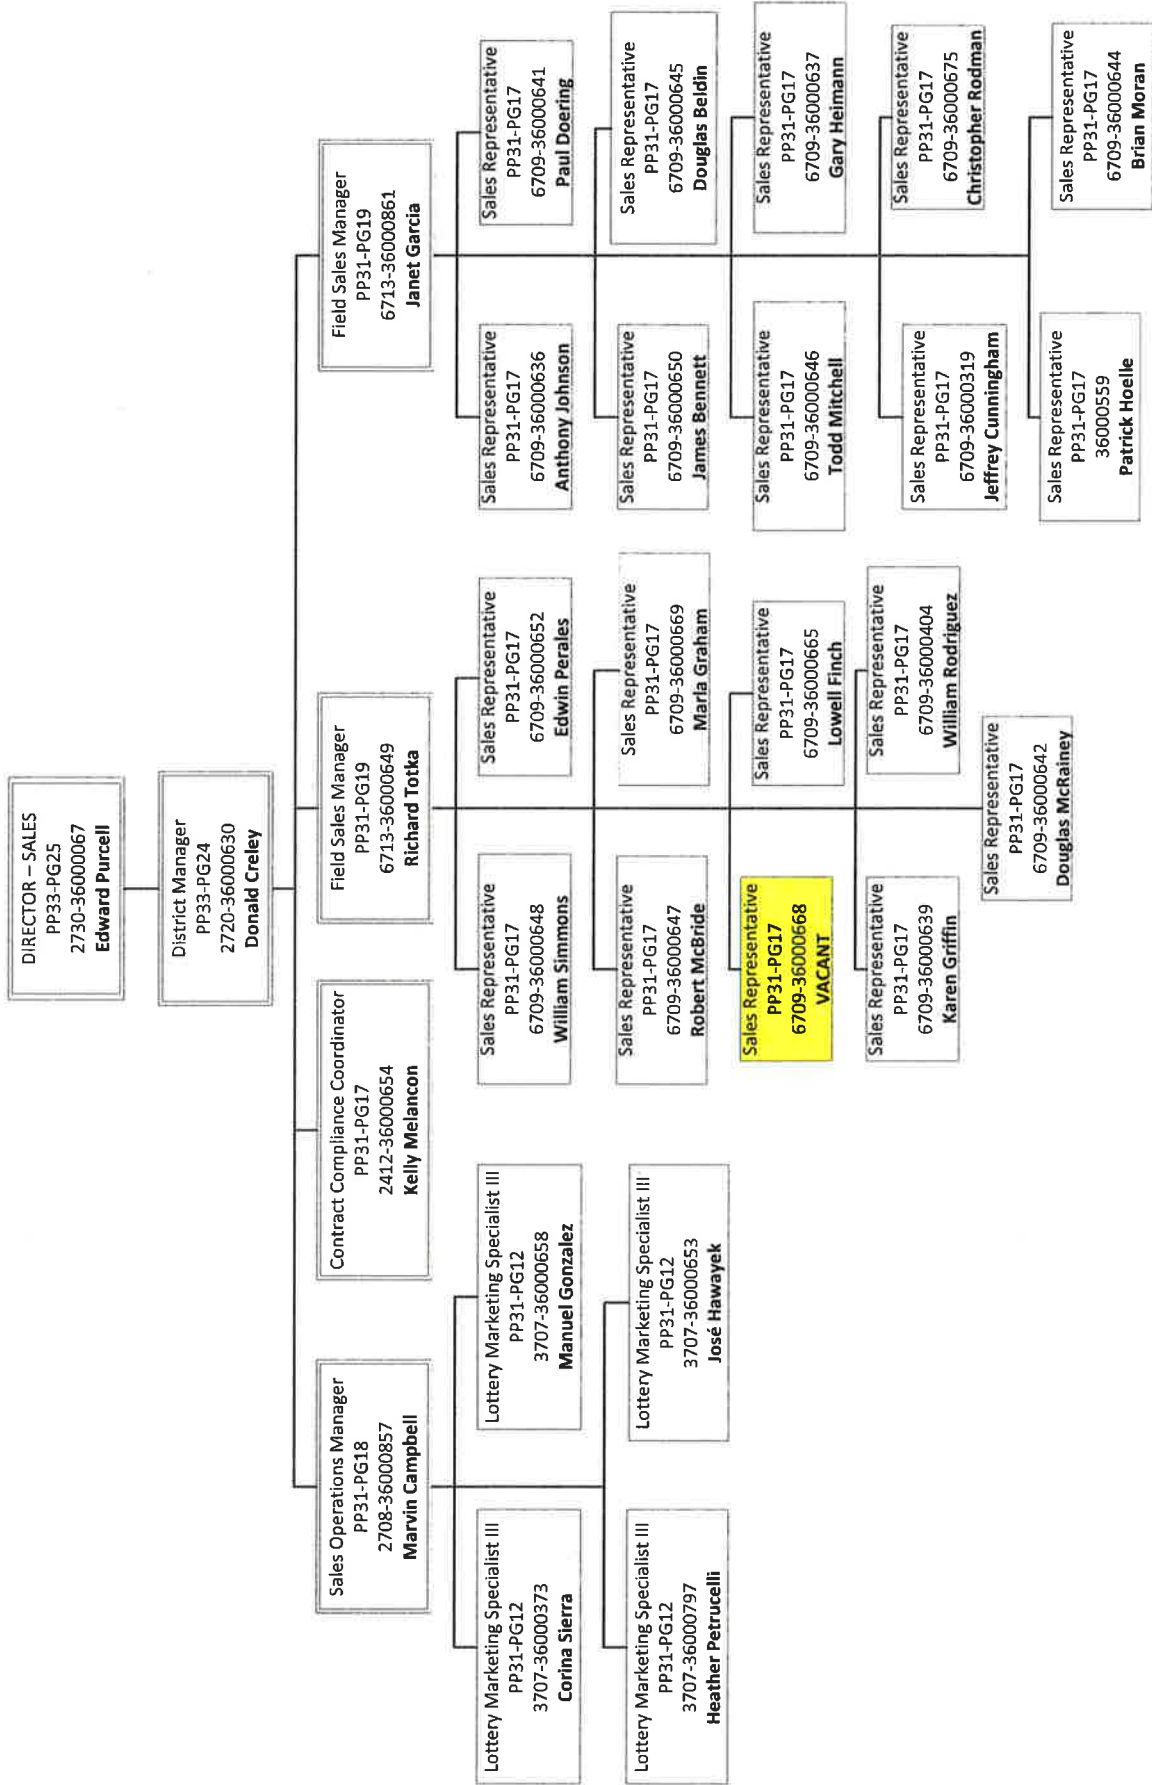 DIRECTOR – SALES
PP33-PG25
2730-36000067
Edward Purcell
District Manager
PP33-PG24
2720-36000630
Donald Creley
Sales Operations Manager
PP31-PG18
2708-36000857
Marvin Campbell
Contract Compliance Coordinator
PP31-PG17
2412-36000654
Kelly Melancon
Field Sales Manager
PP31-PG19
6713-36000649
Richard Totka
Field Sales Manager
PP31-PG19
6713-36000861
Janet Garcia
Lottery Marketing Specialist III
PP31-PG12
3707-36000373
Corina Sierra
Lottery Marketing Specialist III
PP31-PG12
3707-36000658
Manuel Gonzalez
Lottery Marketing Specialist III
PP31-PG12
3707-36000797
Heather Petrucelli
Lottery Marketing Specialist III
PP31-PG12
3707-36000653
José Hawayek
Sales Representative
PP31-PG17
6709-36000648
William Simmons
Sales Representative
PP31-PG17
6709-36000652
Edwin Perales
Sales Representative
PP31-PG17
6709-36000647
Robert McBride
Sales Representative
PP31-PG17
6709-36000669
Marla Graham
Sales Representative
PP31-PG17
6709-36000668
VACANT
Sales Representative
PP31-PG17
6709-36000665
Lowell Finch
Sales Representative
PP31-PG17
6709-36000639
Karen Griffin
Sales Representative
PP31-PG17
6709-36000404
William Rodriguez
Sales Representative
PP31-PG17
6709-36000642
Douglas McRainey
Sales Representative
PP31-PG17
6709-36000636
Anthony Johnson
Sales Representative
PP31-PG17
6709-36000641
Paul Doering
Sales Representative
PP31-PG17
6709-36000650
James Bennett
Sales Representative
PP31-PG17
6709-36000645
Douglas Beldin
Sales Representative
PP31-PG17
6709-36000646
Todd Mitchell
Sales Representative
PP31-PG17
6709-36000637
Gary Heimann
Sales Representative
PP31-PG17
6709-36000319
Jeffrey Cunningham
Sales Representative
PP31-PG17
6709-36000675
Christopher Rodman
Sales Representative
PP31-PG17
36000559
Patrick Hoelle
Sales Representative
PP31-PG17
6709-36000644
Brian Moran